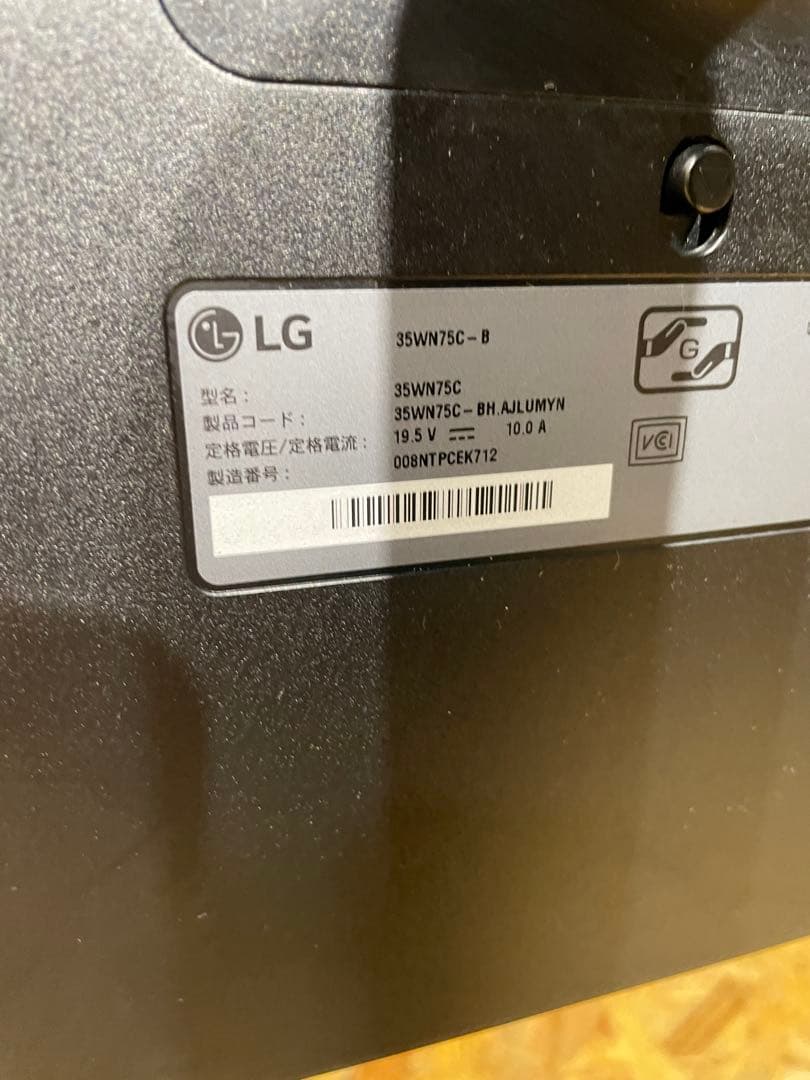 LG 35WN75C-B
型名: 35WN75C
製品コード: 35WN75C-BH.AJLUMYN
定格電圧/定格電流: 19.5 V ⎓ 10.0 A
製造番号: 008NTPCEK712
G
VCI